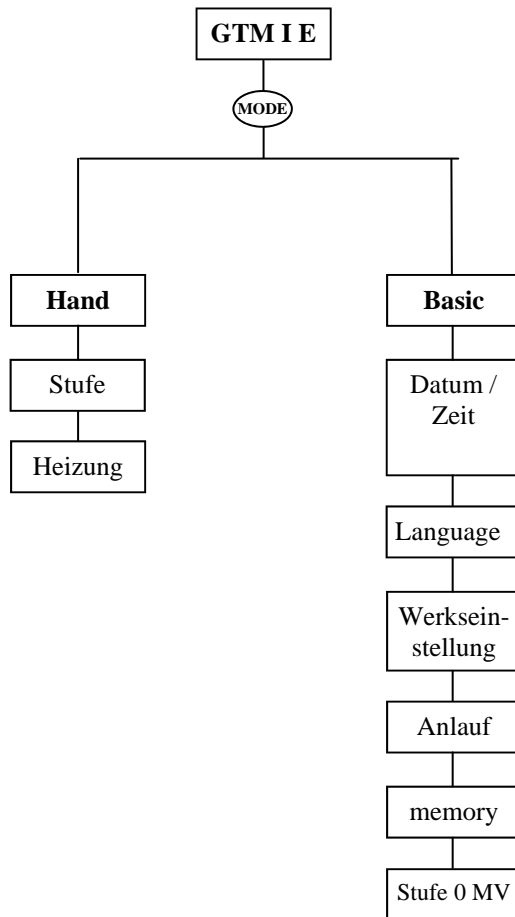 GTM I E
MODE
Hand
Stufe
Heizung
Basic
Datum /
Zeit
Language
Werksein-
stellung
Anlauf
memory
Stufe 0 MV